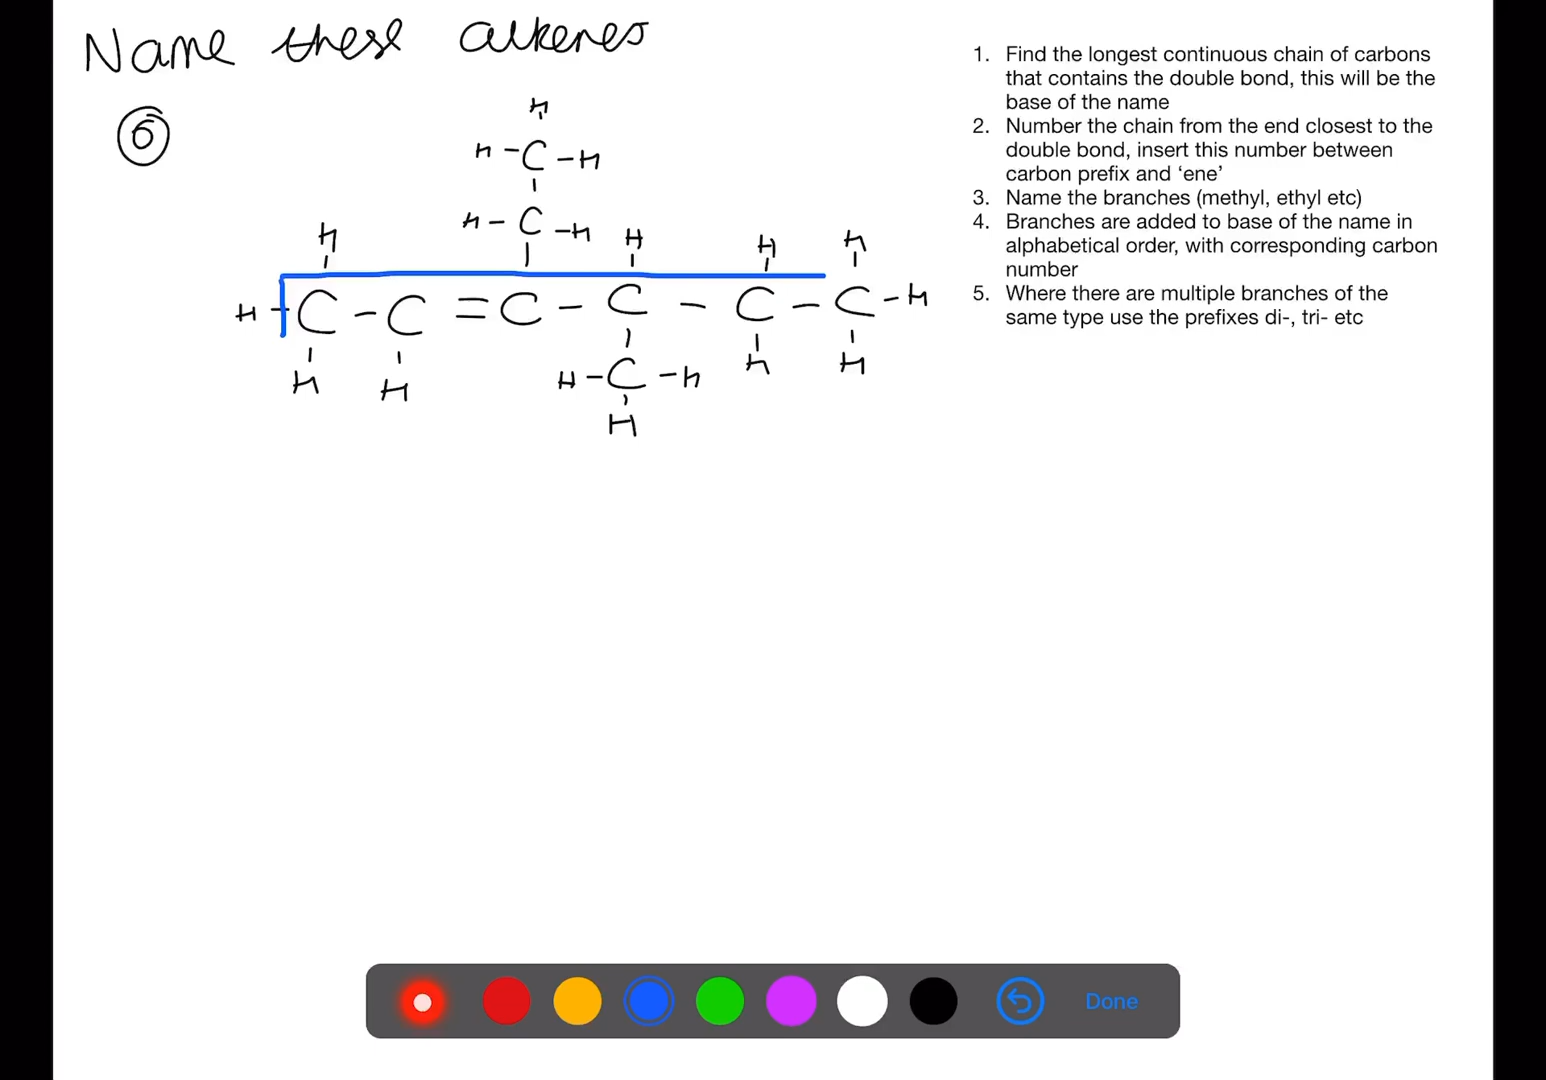 Name these alkenes
6
H
H - C - H
H - C - H
H H H H
H - C - C = C - C - C - C - H
H H H - C - H H H
H
1. Find the longest continuous chain of carbons
that contains the double bond, this will be the
base of the name
2. Number the chain from the end closest to the
double bond, insert this number between
carbon prefix and ‘ene’
3. Name the branches (methyl, ethyl etc)
4. Branches are added to base of the name in
alphabetical order, with corresponding carbon
number
5. Where there are multiple branches of the
same type use the prefixes di-, tri- etc
Done